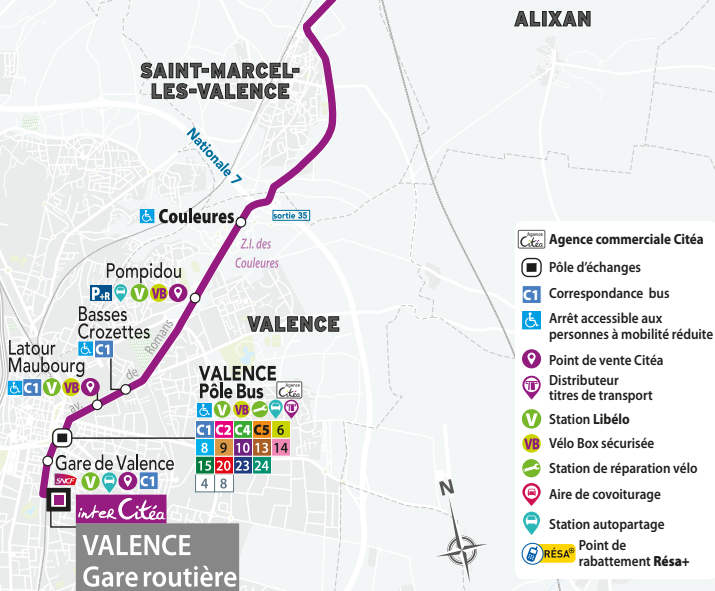 ALIXAN
SAINT-MARCEL-
LES-VALENCE
Nationale 7
Couleures
sortie 35
Z.I. des
Couleures
Pompidou
P+R V VB
Basses
Crozettes
C1
av. de Romans
VALENCE
Latour
Maubourg
C1 V VB
VALENCE
Pôle Bus
Agence
Citéa
V VB
C1 C2 C4 C5 6
8 9 10 13 14
15 20 23 24
4 8
Gare de Valence
SNCF V C1
inter Citéa
VALENCE
Gare routière
N
Agence
Citéa
Agence commerciale Citéa
Pôle d'échanges
C1 Correspondance bus
Arrêt accessible aux
personnes à mobilité réduite
Point de vente Citéa
Distributeur
titres de transport
V Station Libélo
VB Vélo Box sécurisée
Station de réparation vélo
Aire de covoiturage
Station autopartage
RÉSA+ Point de
rabattement Résa+